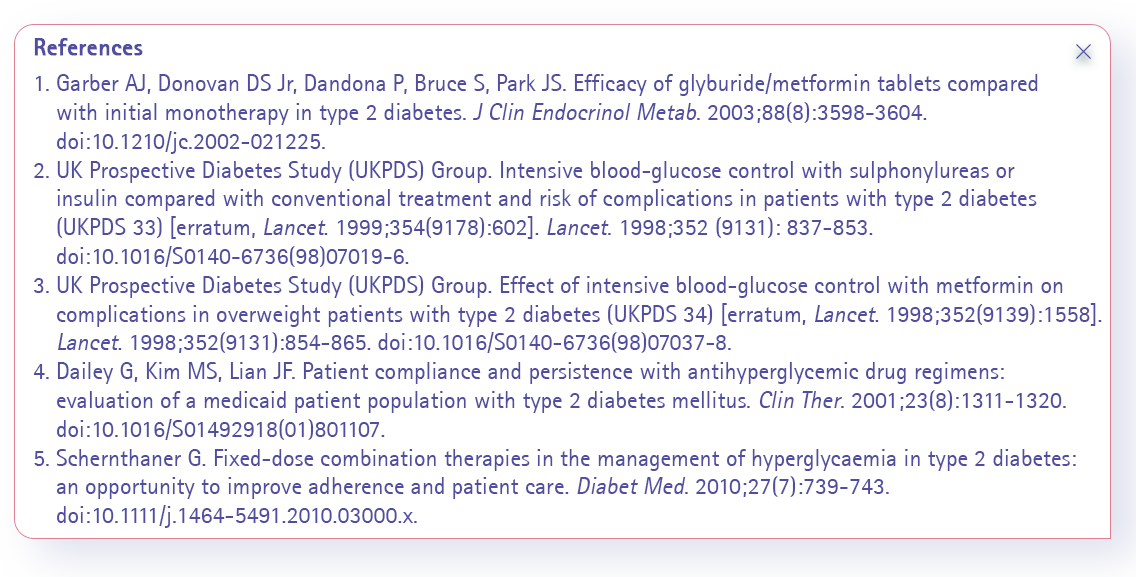 References
1. Garber AJ, Donovan DS Jr, Dandona P, Bruce S, Park JS. Efficacy of glyburide/metformin tablets compared
with initial monotherapy in type 2 diabetes. J Clin Endocrinol Metab. 2003;88(8):3598-3604.
doi:10.1210/jc.2002-021225.
2. UK Prospective Diabetes Study (UKPDS) Group. Intensive blood-glucose control with sulphonylureas or
insulin compared with conventional treatment and risk of complications in patients with type 2 diabetes
(UKPDS 33) [erratum, Lancet. 1999;354(9178):602]. Lancet. 1998;352 (9131): 837-853.
doi:10.1016/S0140-6736(98)07019-6.
3. UK Prospective Diabetes Study (UKPDS) Group. Effect of intensive blood-glucose control with metformin on
complications in overweight patients with type 2 diabetes (UKPDS 34) [erratum, Lancet. 1998;352(9139):1558].
Lancet. 1998;352(9131):854-865. doi:10.1016/S0140-6736(98)07037-8.
4. Dailey G, Kim MS, Lian JF. Patient compliance and persistence with antihyperglycemic drug regimens:
evaluation of a medicaid patient population with type 2 diabetes mellitus. Clin Ther. 2001;23(8):1311-1320.
doi:10.1016/S01492918(01)801107.
5. Schernthaner G. Fixed-dose combination therapies in the management of hyperglycaemia in type 2 diabetes:
an opportunity to improve adherence and patient care. Diabet Med. 2010;27(7):739-743.
doi:10.1111/j.1464-5491.2010.03000.x.